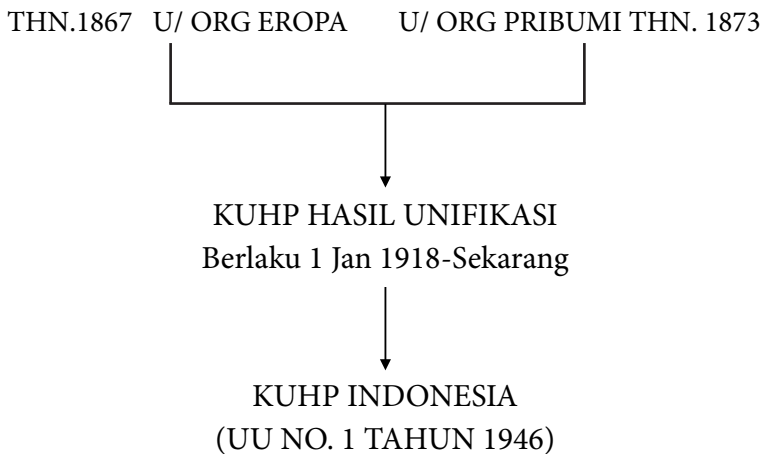 THN.1867 U/ ORG EROPA U/ ORG PRIBUMI THN. 1873
KUHP HASIL UNIFIKASI
Berlaku 1 Jan 1918-Sekarang
KUHP INDONESIA
(UU NO. 1 TAHUN 1946)